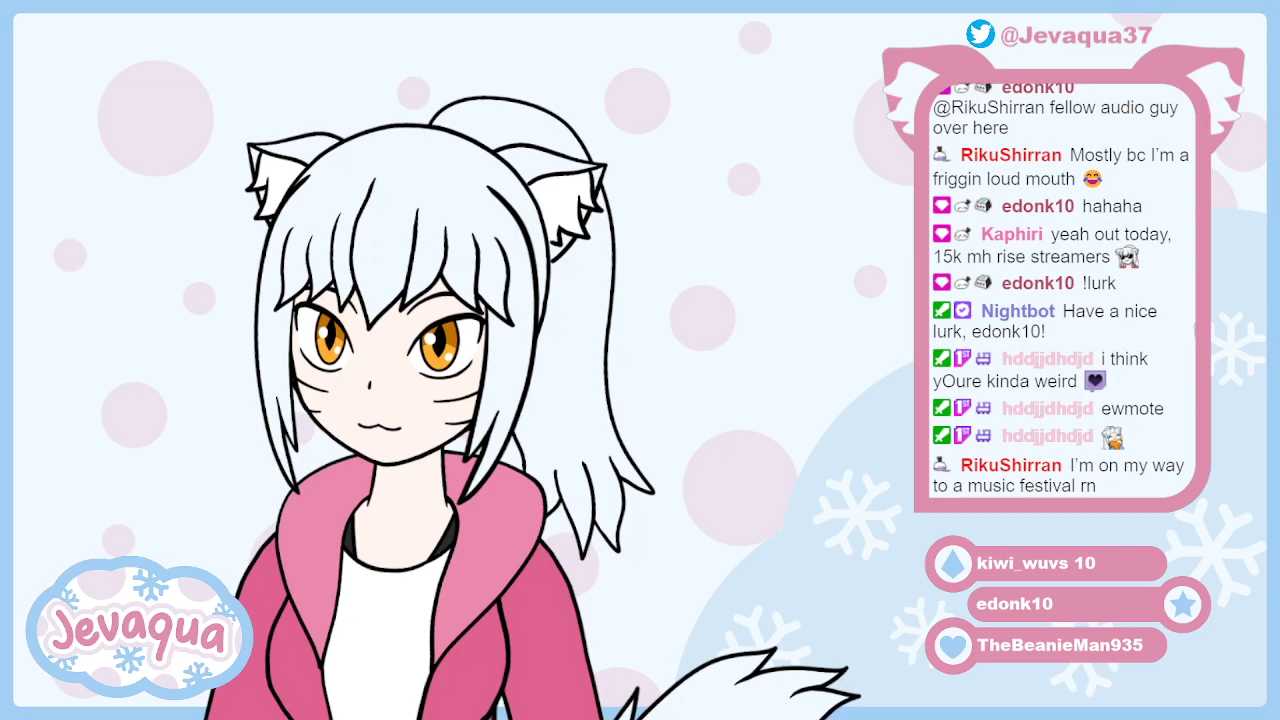 @Jevaqua37
edonk10
@RikuShirran fellow audio guy
over here
RikuShirran Mostly bc I'm a
friggin loud mouth 😂
edonk10 hahaha
Kaphiri yeah out today,
15k mh rise streamers
edonk10 !lurk
Nightbot Have a nice
lurk, edonk10!
hddjjdhdjd i think
yOure kinda weird
hddjjdhdjd ewmote
hddjjdhdjd
RikuShirran I'm on my way
to a music festival rn
kiwi_wuvs 10
edonk10
TheBeanieMan935
Jevaqua